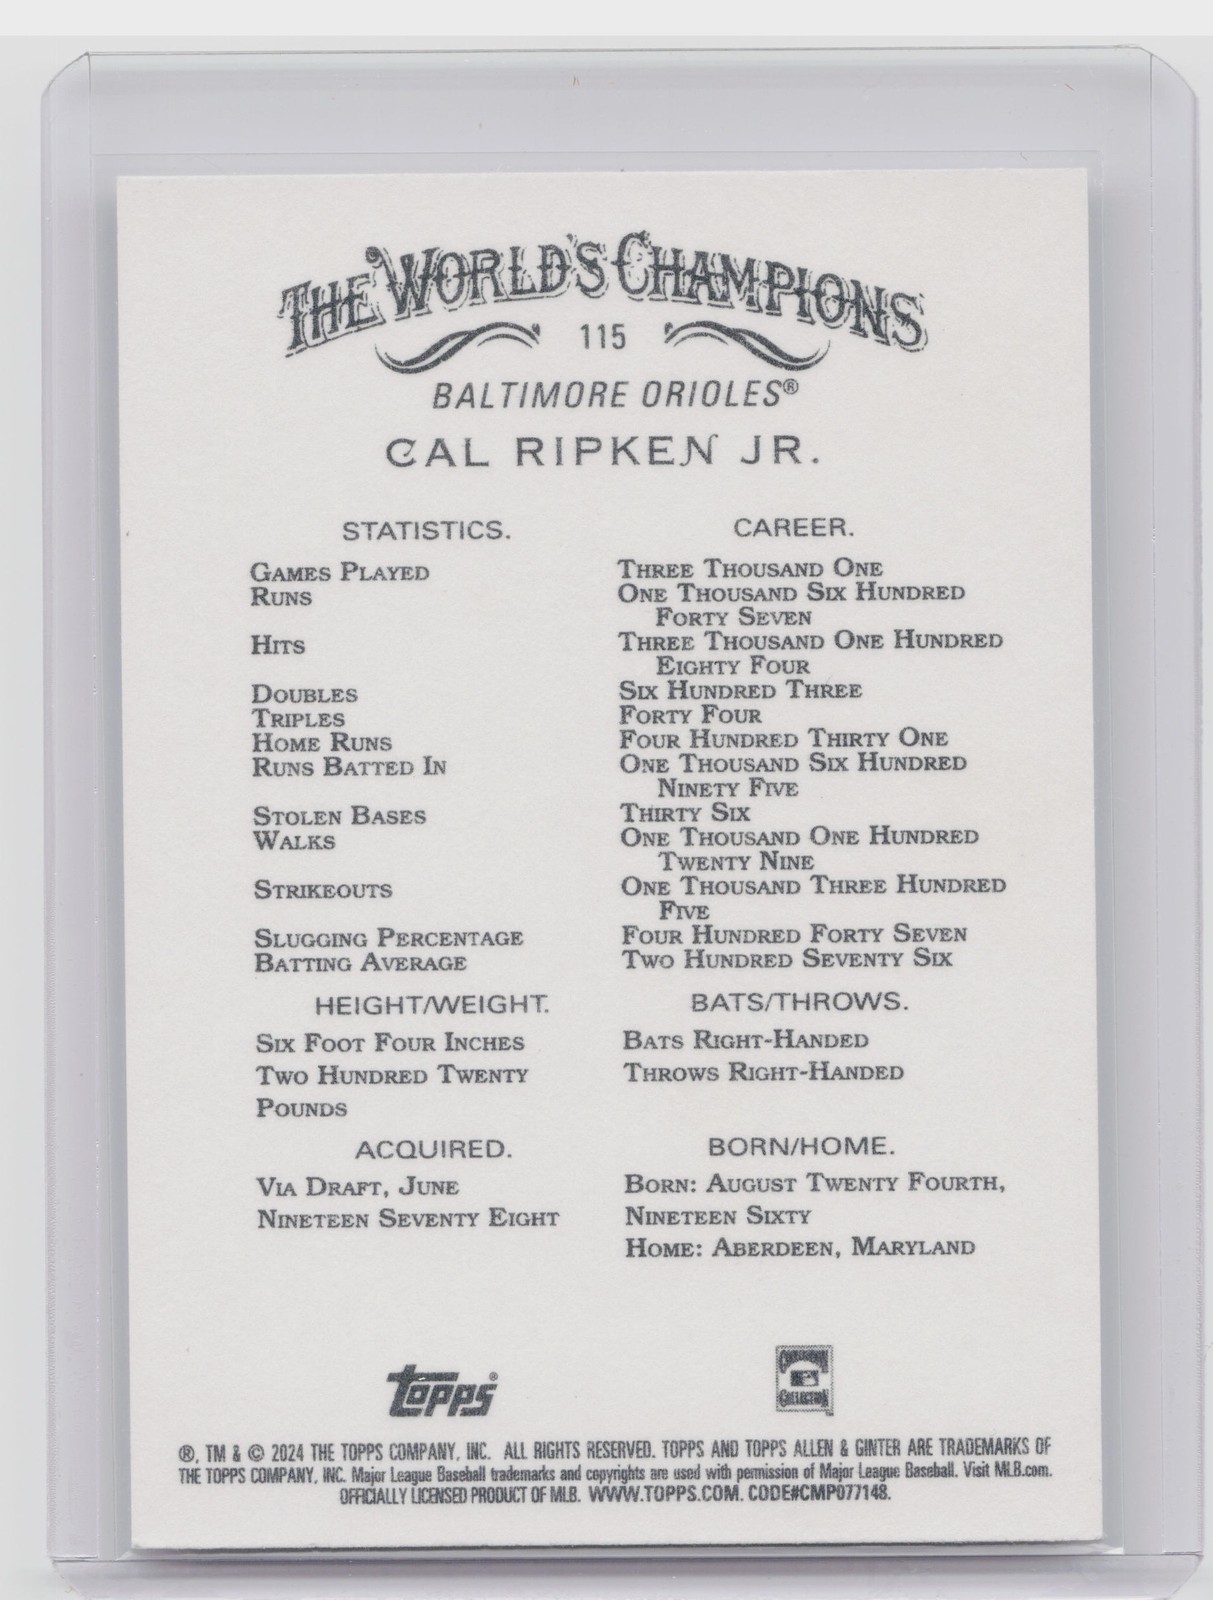 THE WORLD'S CHAMPIONS
115
BALTIMORE ORIOLES®
CAL RIPKEN JR.
STATISTICS. CAREER.
GAMES PLAYED THREE THOUSAND ONE
RUNS ONE THOUSAND SIX HUNDRED
FORTY SEVEN
HITS THREE THOUSAND ONE HUNDRED
EIGHTY FOUR
DOUBLES SIX HUNDRED THREE
TRIPLES FORTY FOUR
HOME RUNS FOUR HUNDRED THIRTY ONE
RUNS BATTED IN ONE THOUSAND SIX HUNDRED
NINETY FIVE
STOLEN BASES THIRTY SIX
WALKS ONE THOUSAND ONE HUNDRED
TWENTY NINE
STRIKEOUTS ONE THOUSAND THREE HUNDRED
FIVE
SLUGGING PERCENTAGE FOUR HUNDRED FORTY SEVEN
BATTING AVERAGE TWO HUNDRED SEVENTY SIX
HEIGHT/WEIGHT. BATS/THROWS.
SIX FOOT FOUR INCHES BATS RIGHT-HANDED
TWO HUNDRED TWENTY THROWS RIGHT-HANDED
POUNDS
ACQUIRED. BORN/HOME.
VIA DRAFT, JUNE BORN: AUGUST TWENTY FOURTH,
NINETEEN SEVENTY EIGHT NINETEEN SIXTY
HOME: ABERDEEN, MARYLAND
topps®
COOPERSTOWN
COLLECTION
®, TM & © 2024 THE TOPPS COMPANY, INC. ALL RIGHTS RESERVED. TOPPS AND TOPPS ALLEN & GINTER ARE TRADEMARKS OF
THE TOPPS COMPANY, INC. Major League Baseball trademarks and copyrights are used with permission of Major League Baseball. Visit MLB.com.
OFFICIALLY LICENSED PRODUCT OF MLB. WWW.TOPPS.COM. CODE#CMP077148.